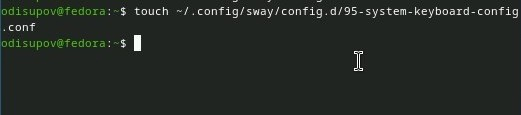 odisupov@fedora:~$ touch ~/.config/sway/config.d/95-system-keyboard-config
.conf
odisupov@fedora:~$